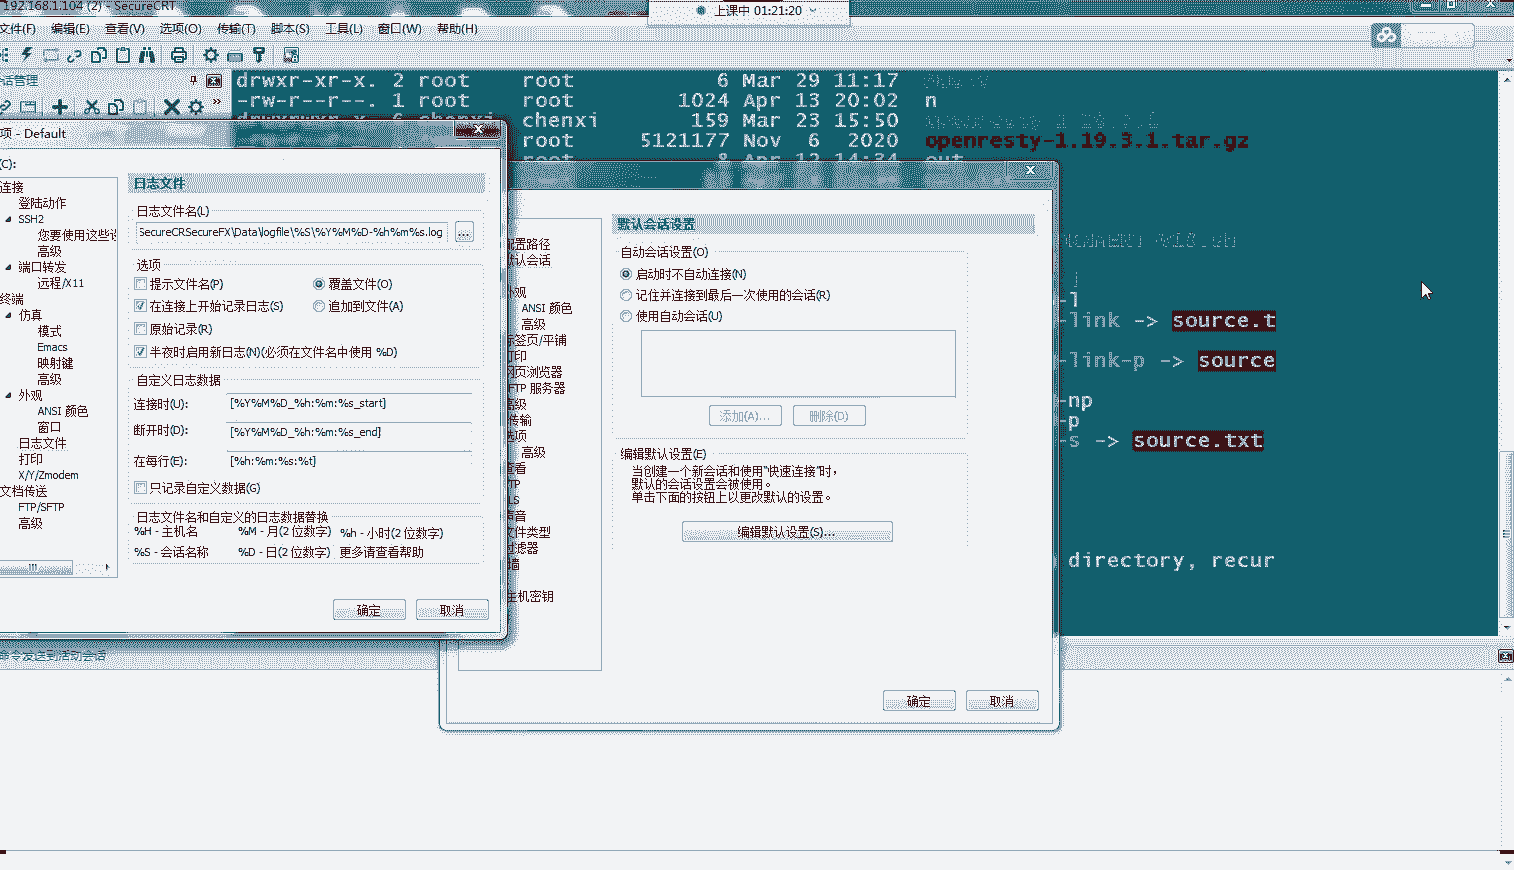 192.168.1.104 (2) - SecureCRT
上课中 01:21:20
文件(F) 编辑(E) 查看(V) 选项(O) 传输(T) 脚本(S) 工具(L) 窗口(W) 帮助(H)
话管理
drwxr-xr-x. 2 root root 6 Mar 29 11:17
-rw-r--r--. 1 root root 1024 Apr 13 20:02 n
drwxrwxr-x. 6 chenxi chenxi 159 Mar 23 15:50
root 5121177 Nov 6 2020 openresty-1.19.3.1.tar.gz
root 8 Apr 12 14:34 out
-l
-link -> source.t
-link-p -> source
-np
-p
-s -> source.txt
directory, recur
项 - Default
(C):
连接
登陆动作
SSH2
您要使用这些设
高级
端口转发
远程/X11
终端
仿真
模式
Emacs
映射键
高级
外观
ANSI 颜色
窗口
日志文件
打印
X/Y/Zmodem
文档传送
FTP/SFTP
高级
日志文件
日志文件名(L)
SecureCRSecureFX\Data\logfile\%S\%Y%M%D-%h%m%s.log
...
选项
提示文件名(P) 覆盖文件(O)
在连接上开始记录日志(S) 追加到文件(A)
原始记录(R)
半夜时启用新日志(N)(必须在文件名中使用 %D)
自定义日志数据
连接时(U): [%Y%M%D_%h:%m:%s_start]
断开时(D): [%Y%M%D_%h:%m:%s_end]
在每行(E): [%h:%m:%s:%t]
只记录自定义数据(G)
日志文件名和自定义的日志数据替换
%H - 主机名 %M - 月(2 位数字) %h - 小时(2 位数字)
%S - 会话名称 %D - 日(2 位数字) 更多请查看帮助
确定 取消
配置路径
默认会话
外观
ANSI 颜色
高级
标签页/平铺
打印
网页浏览器
FTP 服务器
高级
传输
选项
高级
查看
声音
文件类型
过滤器
主机密钥
默认会话设置
自动会话设置(O)
启动时不自动连接(N)
记住并连接到最后一次使用的会话(R)
使用自动会话(U)
添加(A)... 删除(D)
编辑默认设置(E)
当创建一个新会话和使用"快速连接"时,
默认的会话设置会被使用。
单击下面的按钮上以更改默认的设置。
编辑默认设置(S)...
确定 取消
命令发送到活动会话